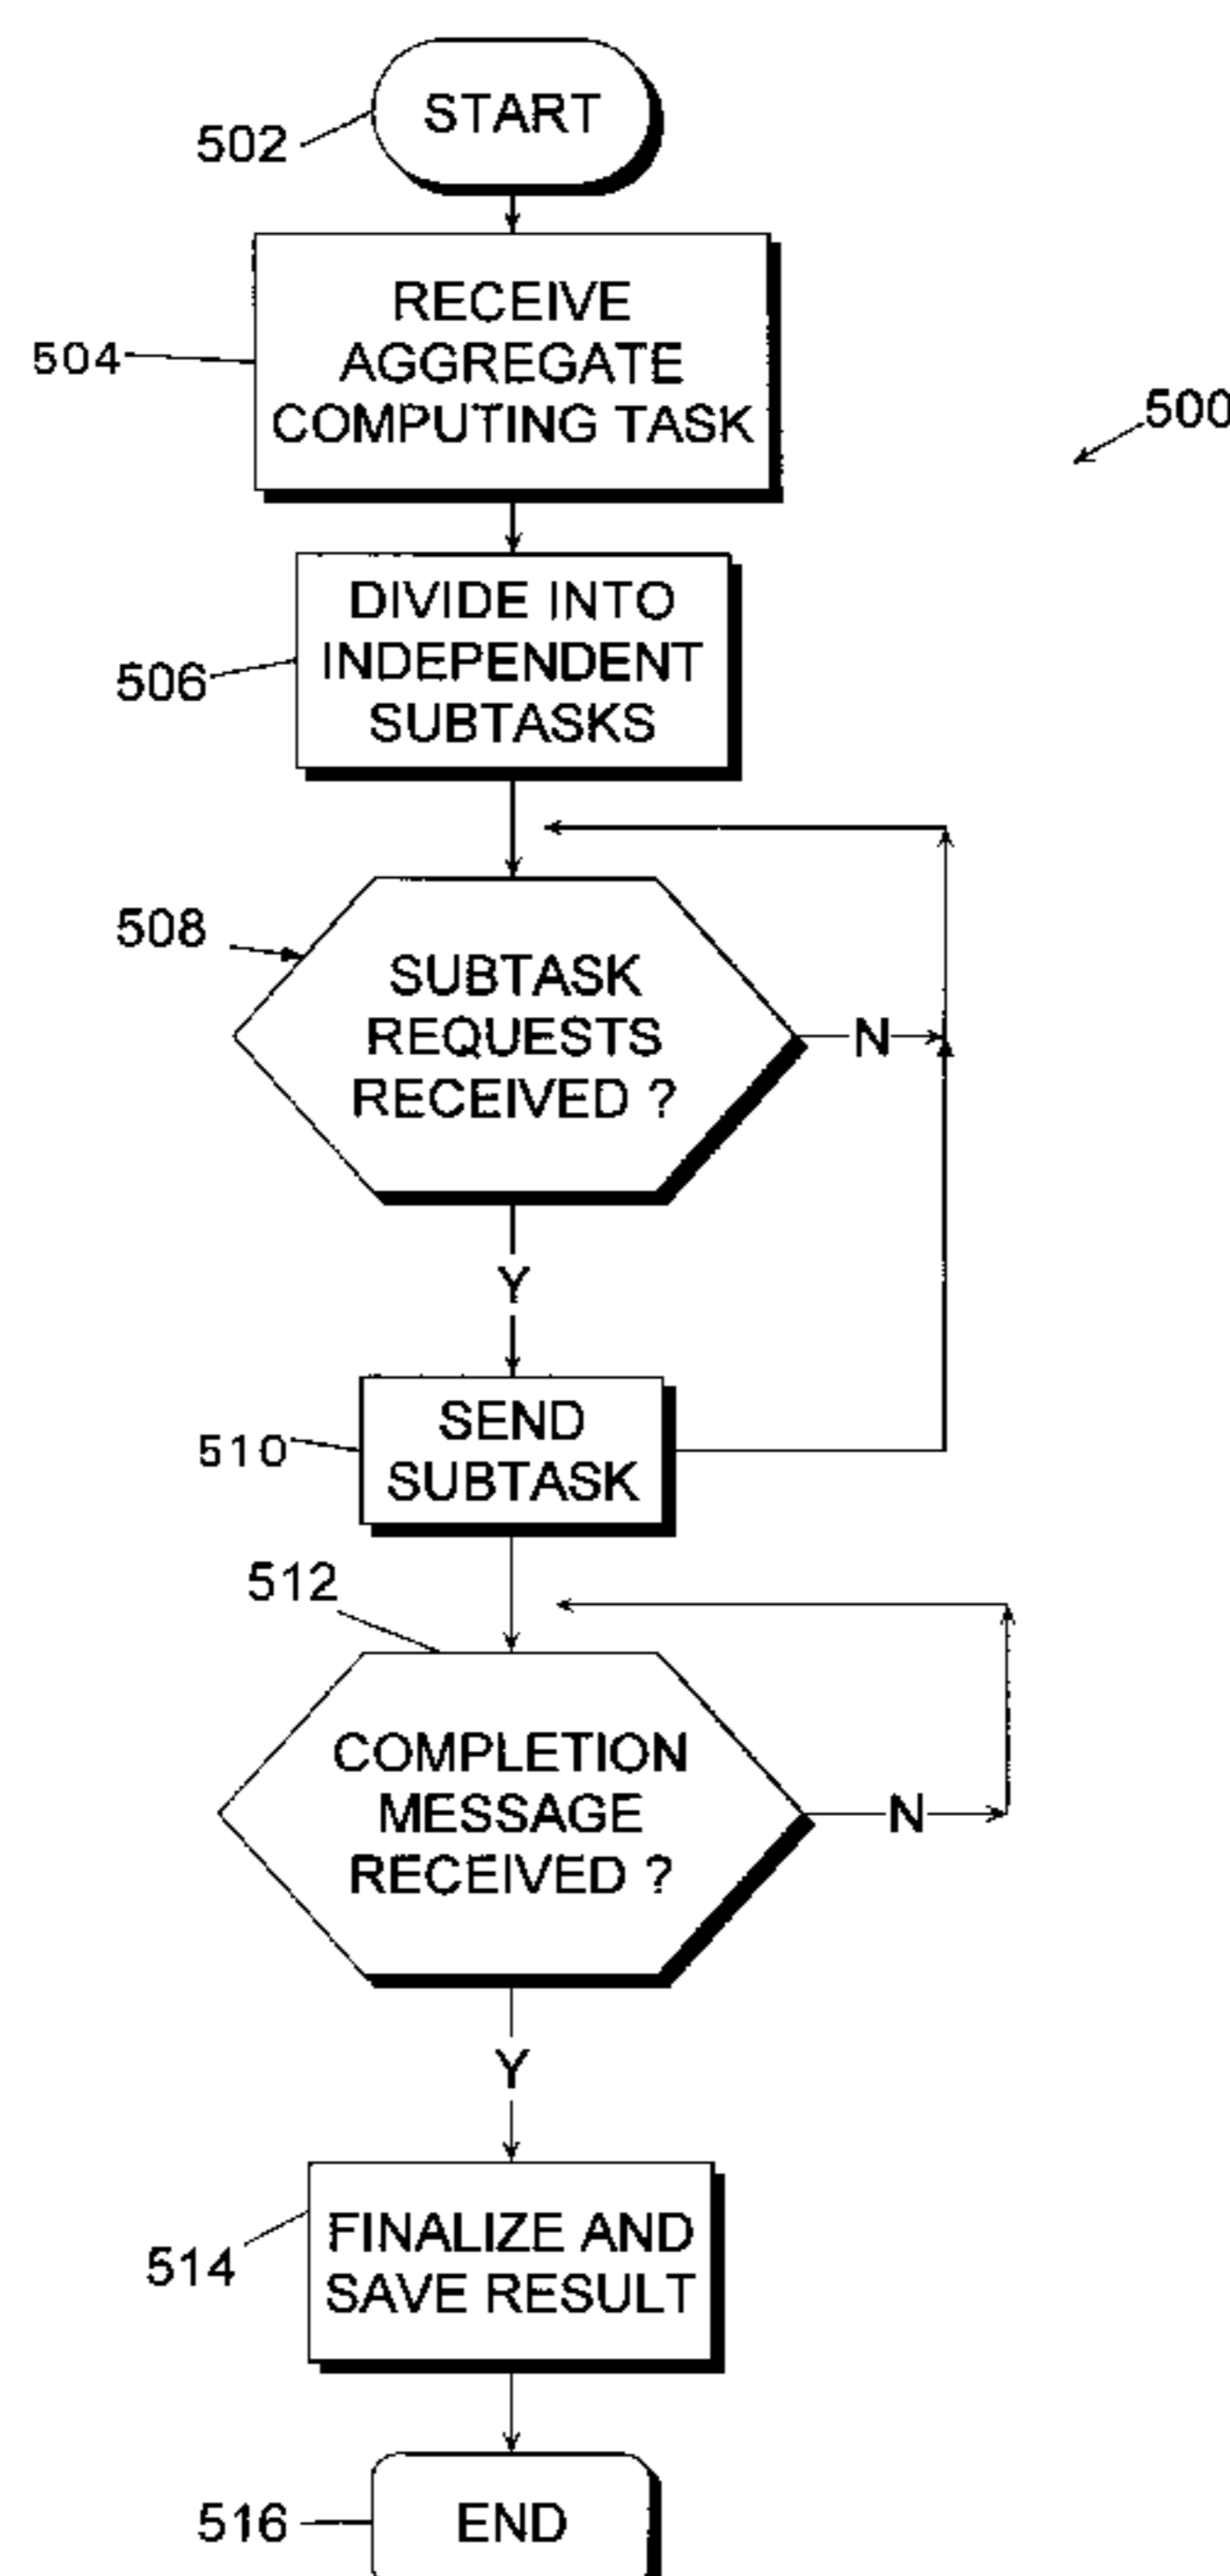 START
502
RECEIVE
AGGREGATE
COMPUTING TASK
504
500
DIVIDE INTO
INDEPENDENT
SUBTASKS
506
508
SUBTASK
REQUESTS
RECEIVED ?
N
Y
SEND
SUBTASK
510
512
COMPLETION
MESSAGE
RECEIVED ?
N
Y
FINALIZE AND
SAVE RESULT
514
516
END